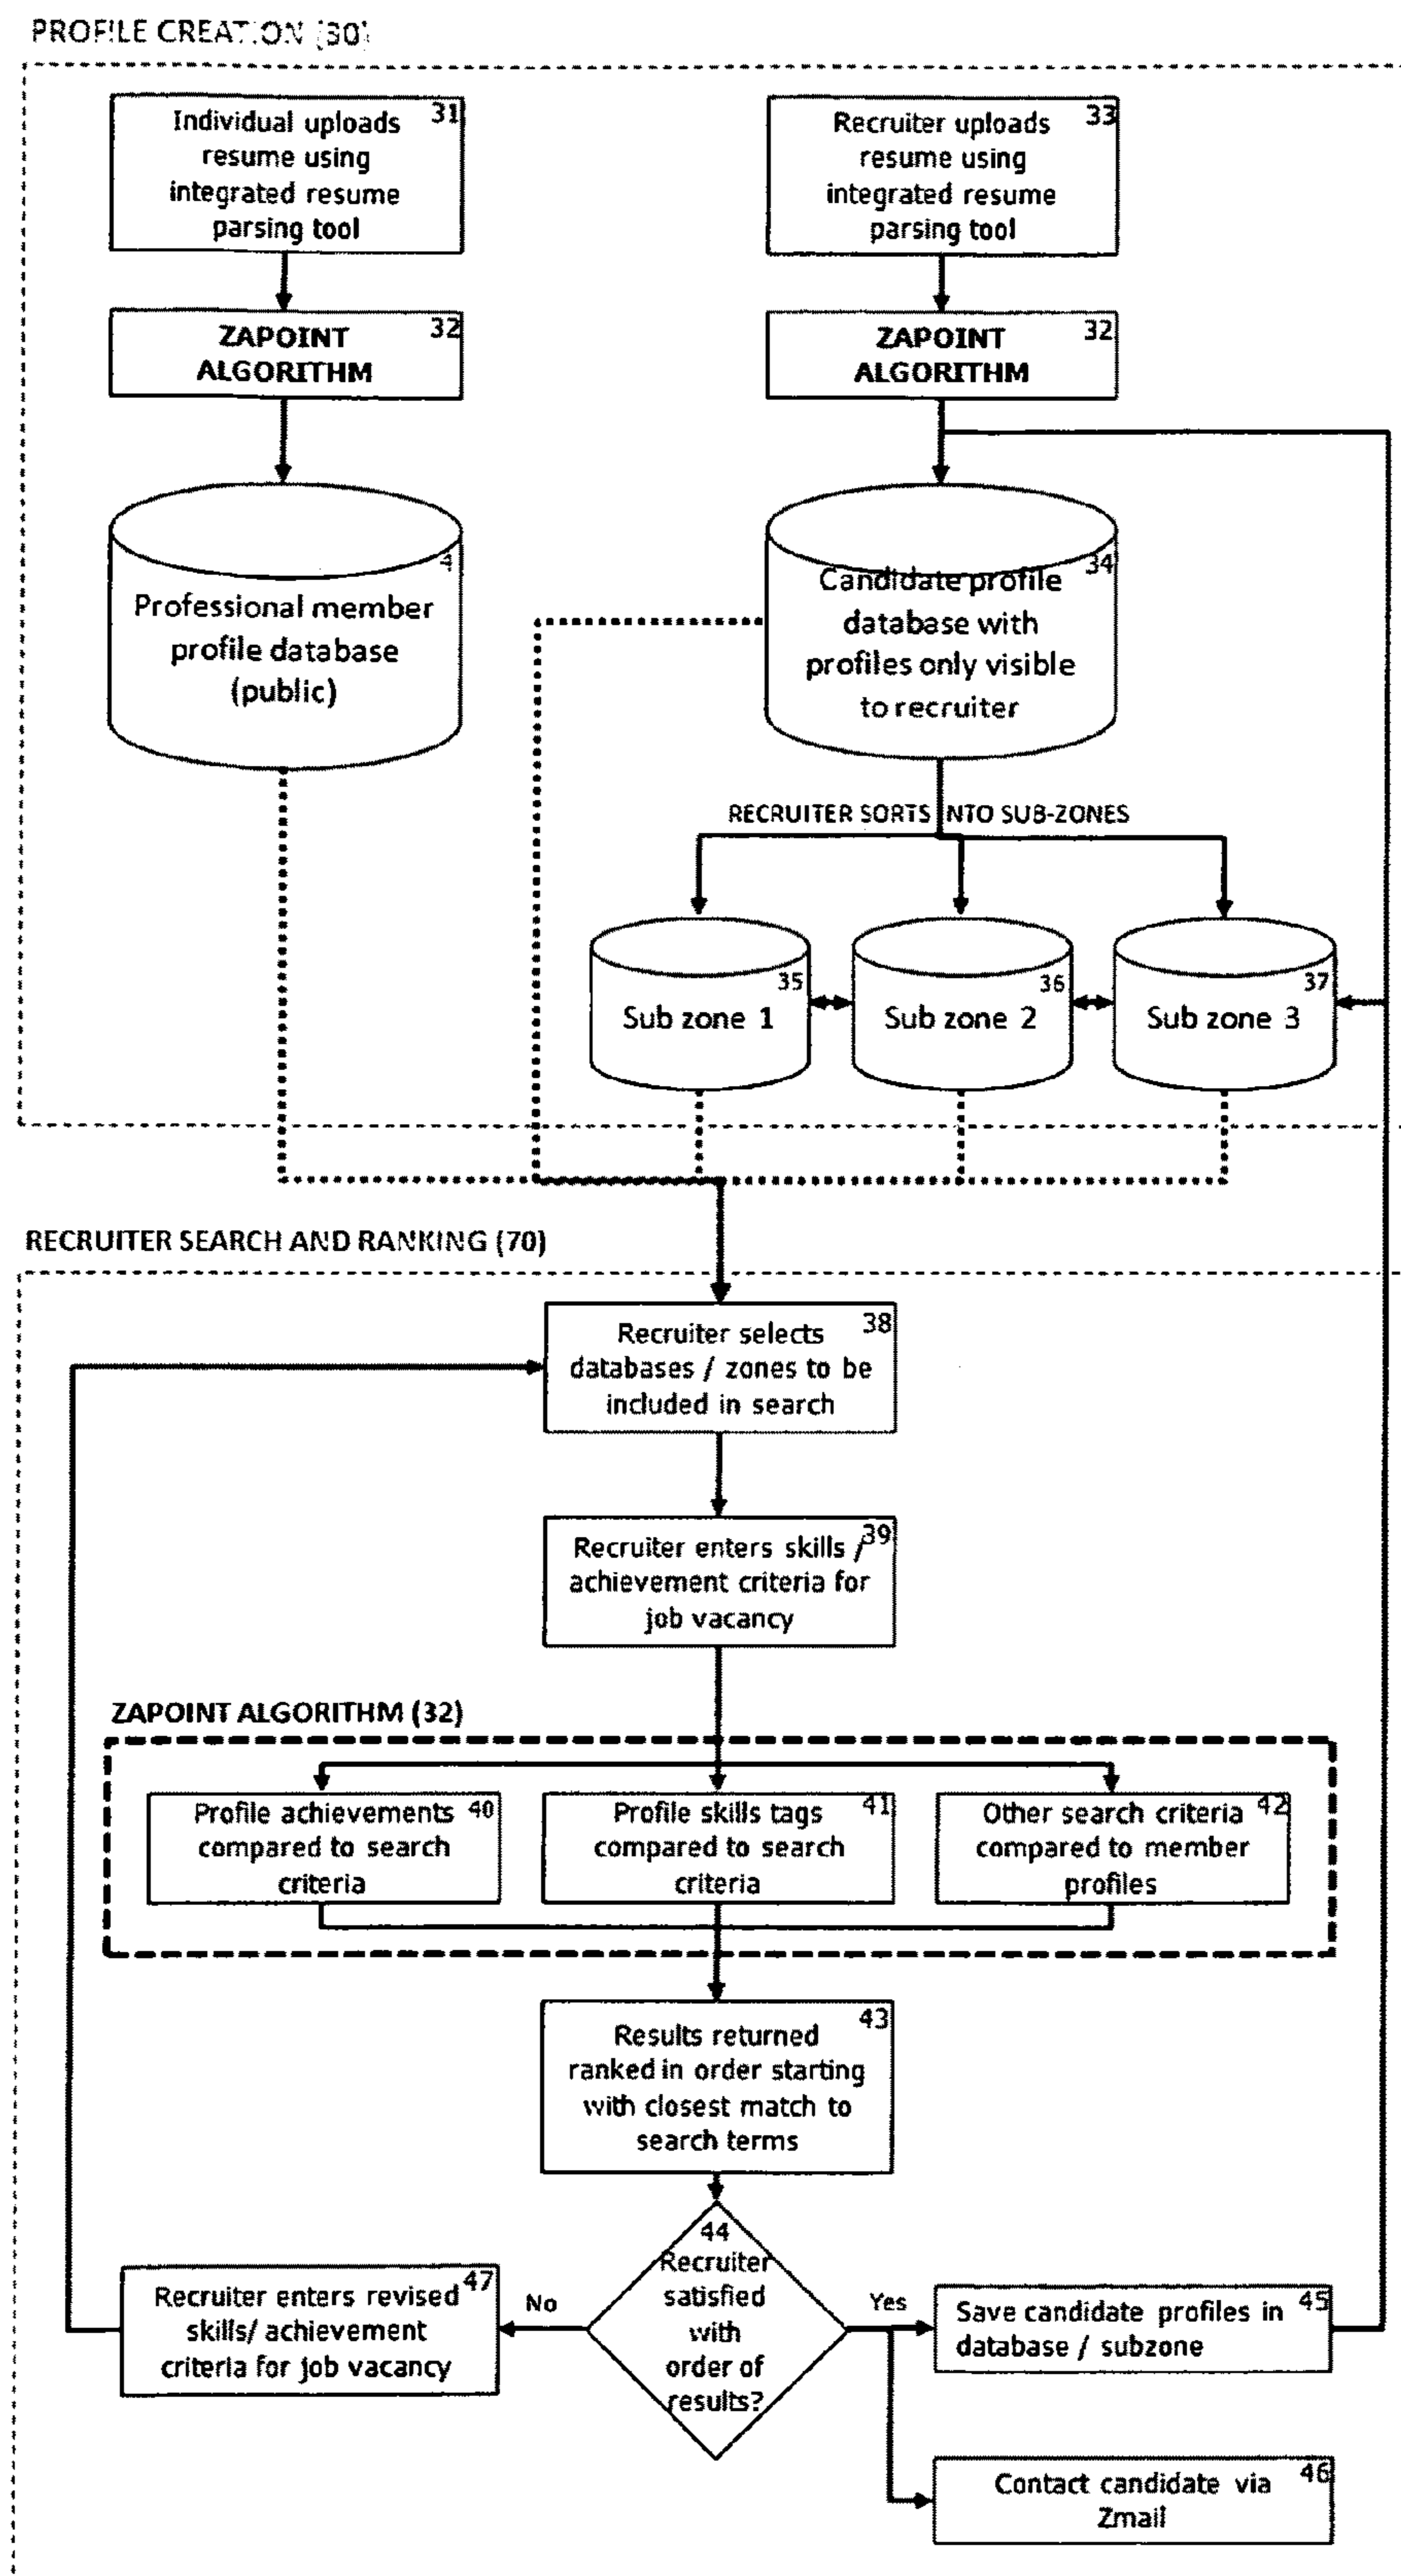 PROFILE CREATION (30)
31
Individual uploads
resume using
integrated resume
parsing tool
33
Recruiter uploads
resume using
integrated resume
parsing tool
32
ZAPOINT
ALGORITHM
32
ZAPOINT
ALGORITHM
Professional member
profile database
(public)
34
Candidate profile
database with
profiles only visible
to recruiter
RECRUITER SORTS NTO SUB-ZONES
35
Sub zone 1
36
Sub zone 2
37
Sub zone 3
RECRUITER SEARCH AND RANKING (70)
38
Recruiter selects
databases / zones to be
included in search
39
Recruiter enters skills /
achievement criteria for
job vacancy
ZAPOINT ALGORITHM (32)
40
Profile achievements
compared to search
criteria
41
Profile skills tags
compared to search
criteria
42
Other search criteria
compared to member
profiles
43
Results returned
ranked in order starting
with closest match to
search terms
44
Recruiter
satisfied
with
order of
results?
No
Yes
47
Recruiter enters revised
skills/ achievement
criteria for job vacancy
45
Save candidate profiles in
database / subzone
46
Contact candidate via
Zmail